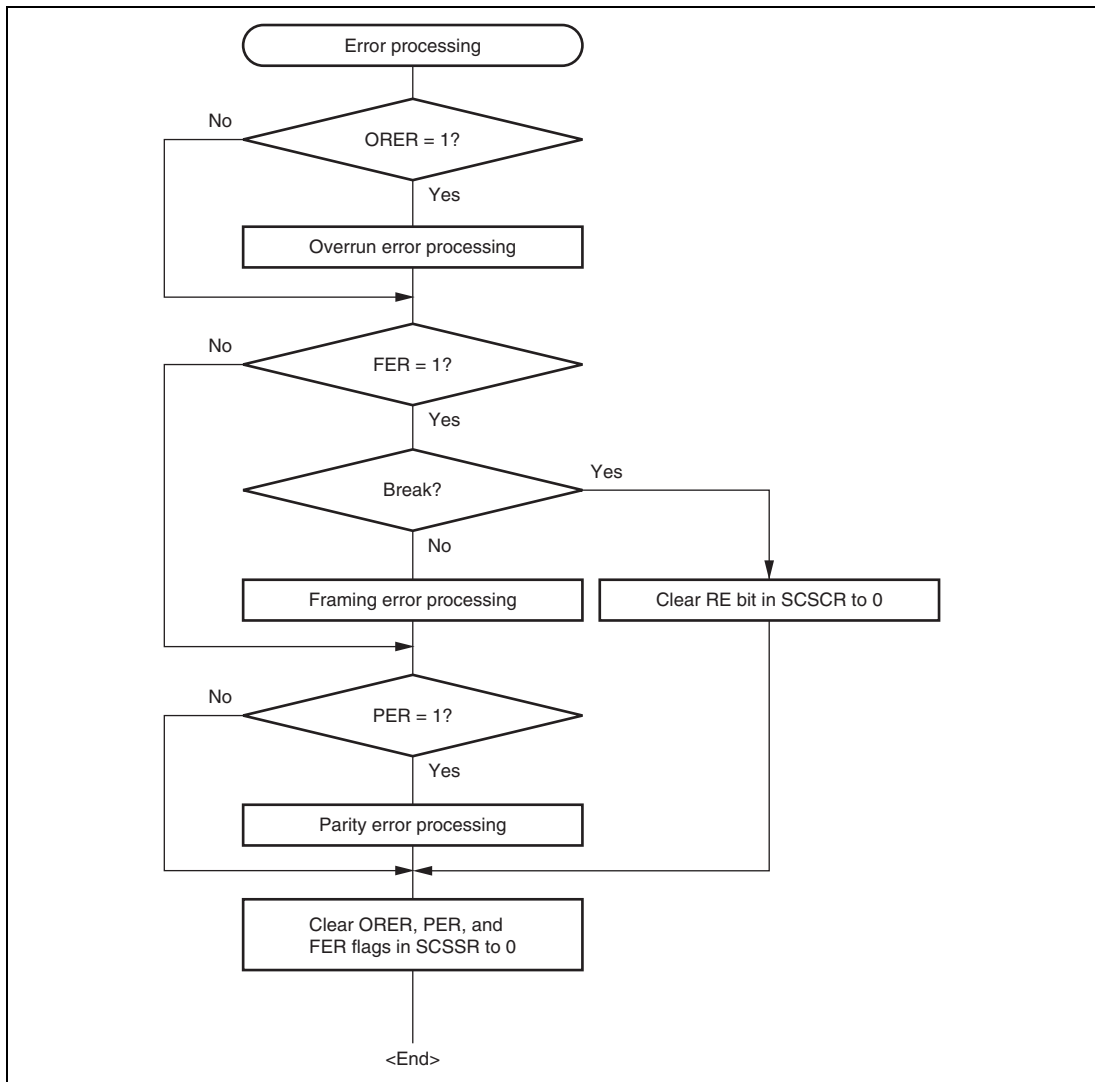 Error processing
No
ORER = 1?
Yes
Overrun error processing
No
FER = 1?
Yes
Break?
Yes
No
Framing error processing
Clear RE bit in SCSCR to 0
No
PER = 1?
Yes
Parity error processing
Clear ORER, PER, and
FER flags in SCSSR to 0
<End>